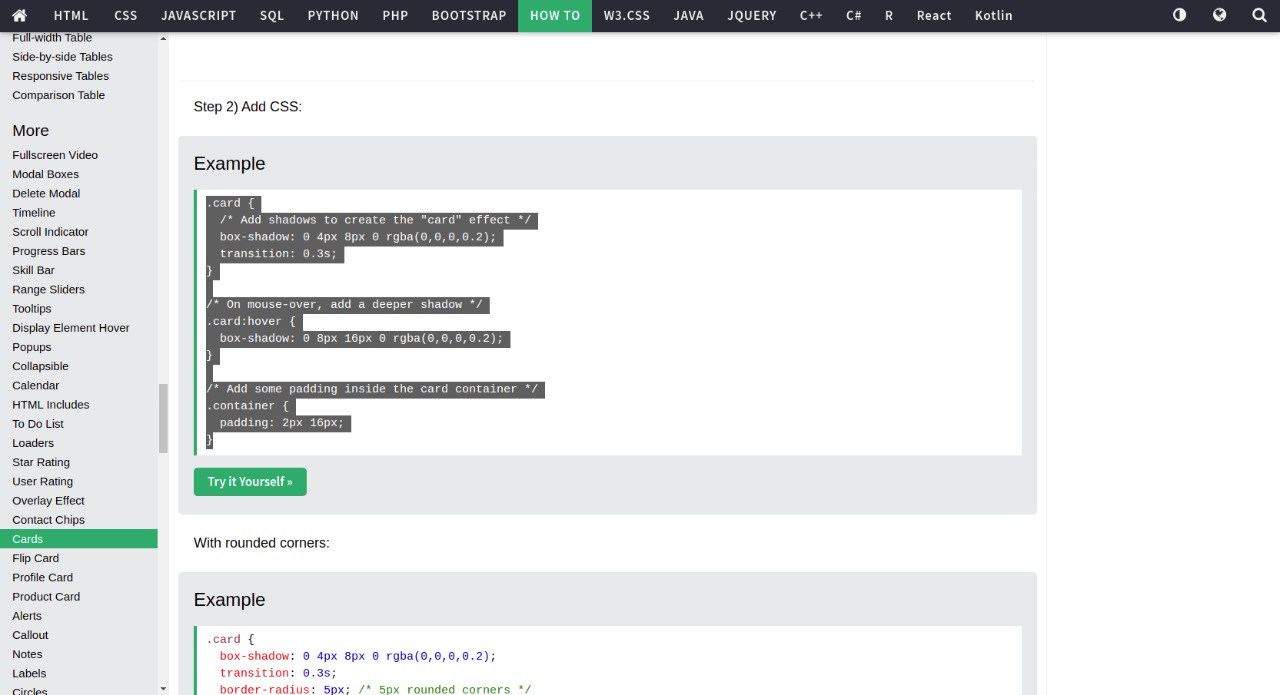 HTML CSS JAVASCRIPT SQL PYTHON PHP BOOTSTRAP HOW TO W3.CSS JAVA JQUERY C++ C# R React Kotlin
Full-width Table
Side-by-side Tables
Responsive Tables
Comparison Table
More
Fullscreen Video
Modal Boxes
Delete Modal
Timeline
Scroll Indicator
Progress Bars
Skill Bar
Range Sliders
Tooltips
Display Element Hover
Popups
Collapsible
Calendar
HTML Includes
To Do List
Loaders
Star Rating
User Rating
Overlay Effect
Contact Chips
Cards
Flip Card
Profile Card
Product Card
Alerts
Callout
Notes
Labels
Circles
Step 2) Add CSS:
Example
.card {
  /* Add shadows to create the "card" effect */
  box-shadow: 0 4px 8px 0 rgba(0,0,0,0.2);
  transition: 0.3s;
}

/* On mouse-over, add a deeper shadow */
.card:hover {
  box-shadow: 0 8px 16px 0 rgba(0,0,0,0.2);
}

/* Add some padding inside the card container */
.container {
  padding: 2px 16px;
}
Try it Yourself »
With rounded corners:
Example
.card {
  box-shadow: 0 4px 8px 0 rgba(0,0,0,0.2);
  transition: 0.3s;
  border-radius: 5px; /* 5px rounded corners */